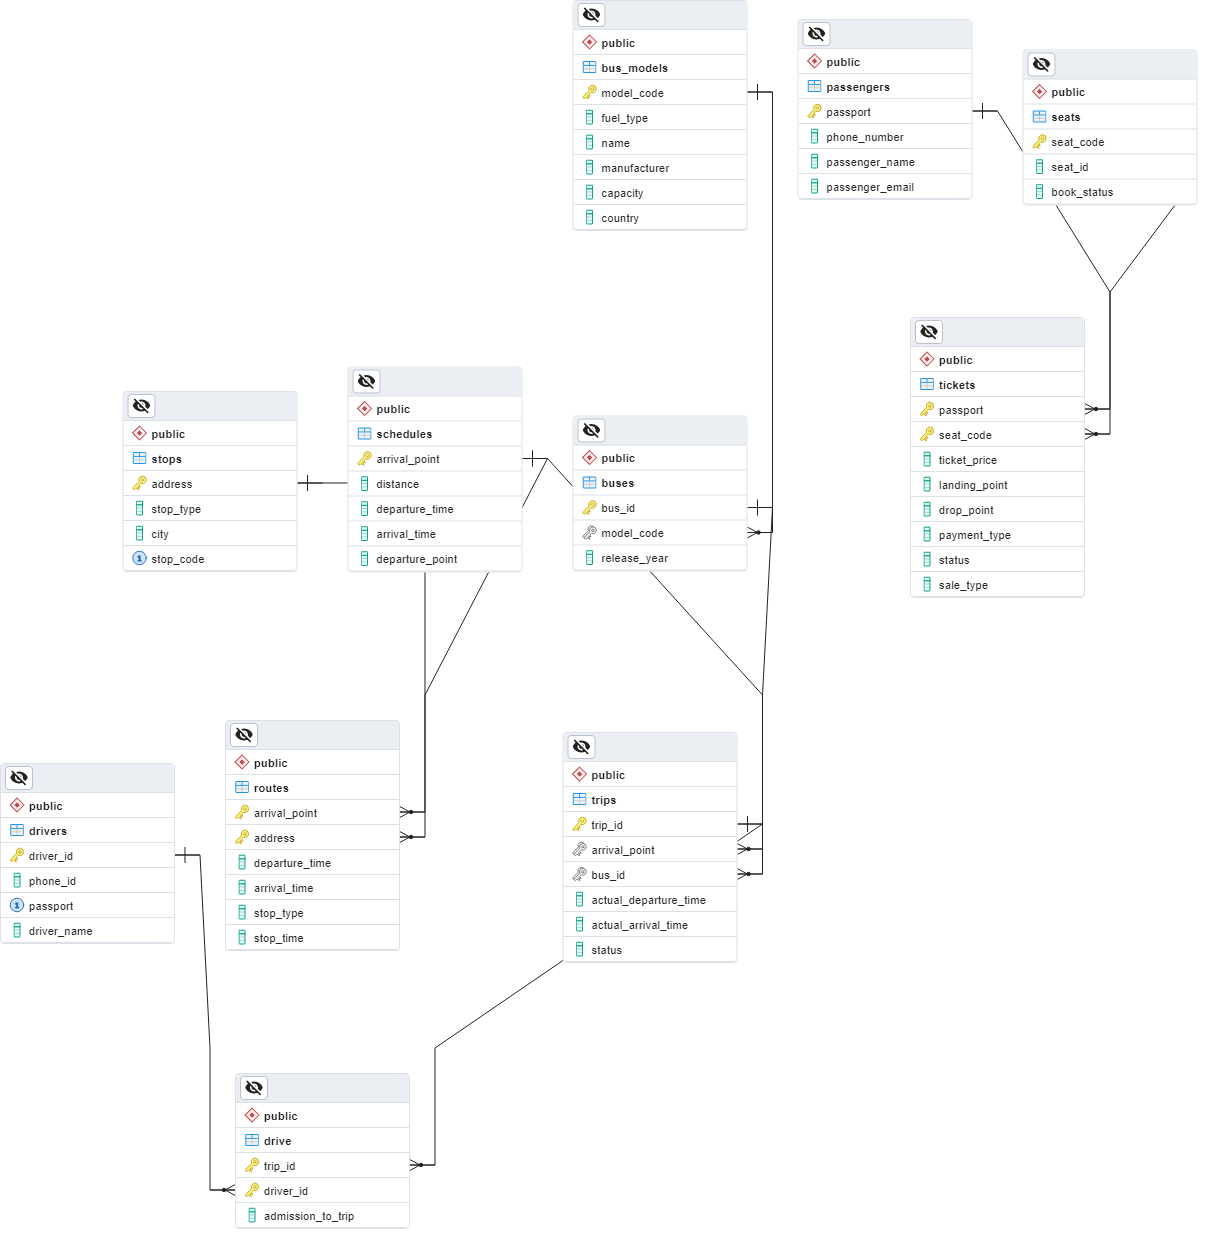 public
bus_models
model_code
fuel_type
name
manufacturer
capacity
country
public
passengers
passport
phone_number
passenger_name
passenger_email
public
seats
seat_code
seat_id
book_status
public
tickets
passport
seat_code
ticket_price
landing_point
drop_point
payment_type
status
sale_type
public
stops
address
stop_type
city
1 stop_code
public
schedules
arrival_point
distance
departure_time
arrival_time
departure_point
public
buses
bus_id
model_code
release_year
public
drivers
driver_id
phone_id
1 passport
driver_name
public
routes
arrival_point
address
departure_time
arrival_time
stop_type
stop_time
public
trips
trip_id
arrival_point
bus_id
actual_departure_time
actual_arrival_time
status
public
drive
trip_id
driver_id
admission_to_trip